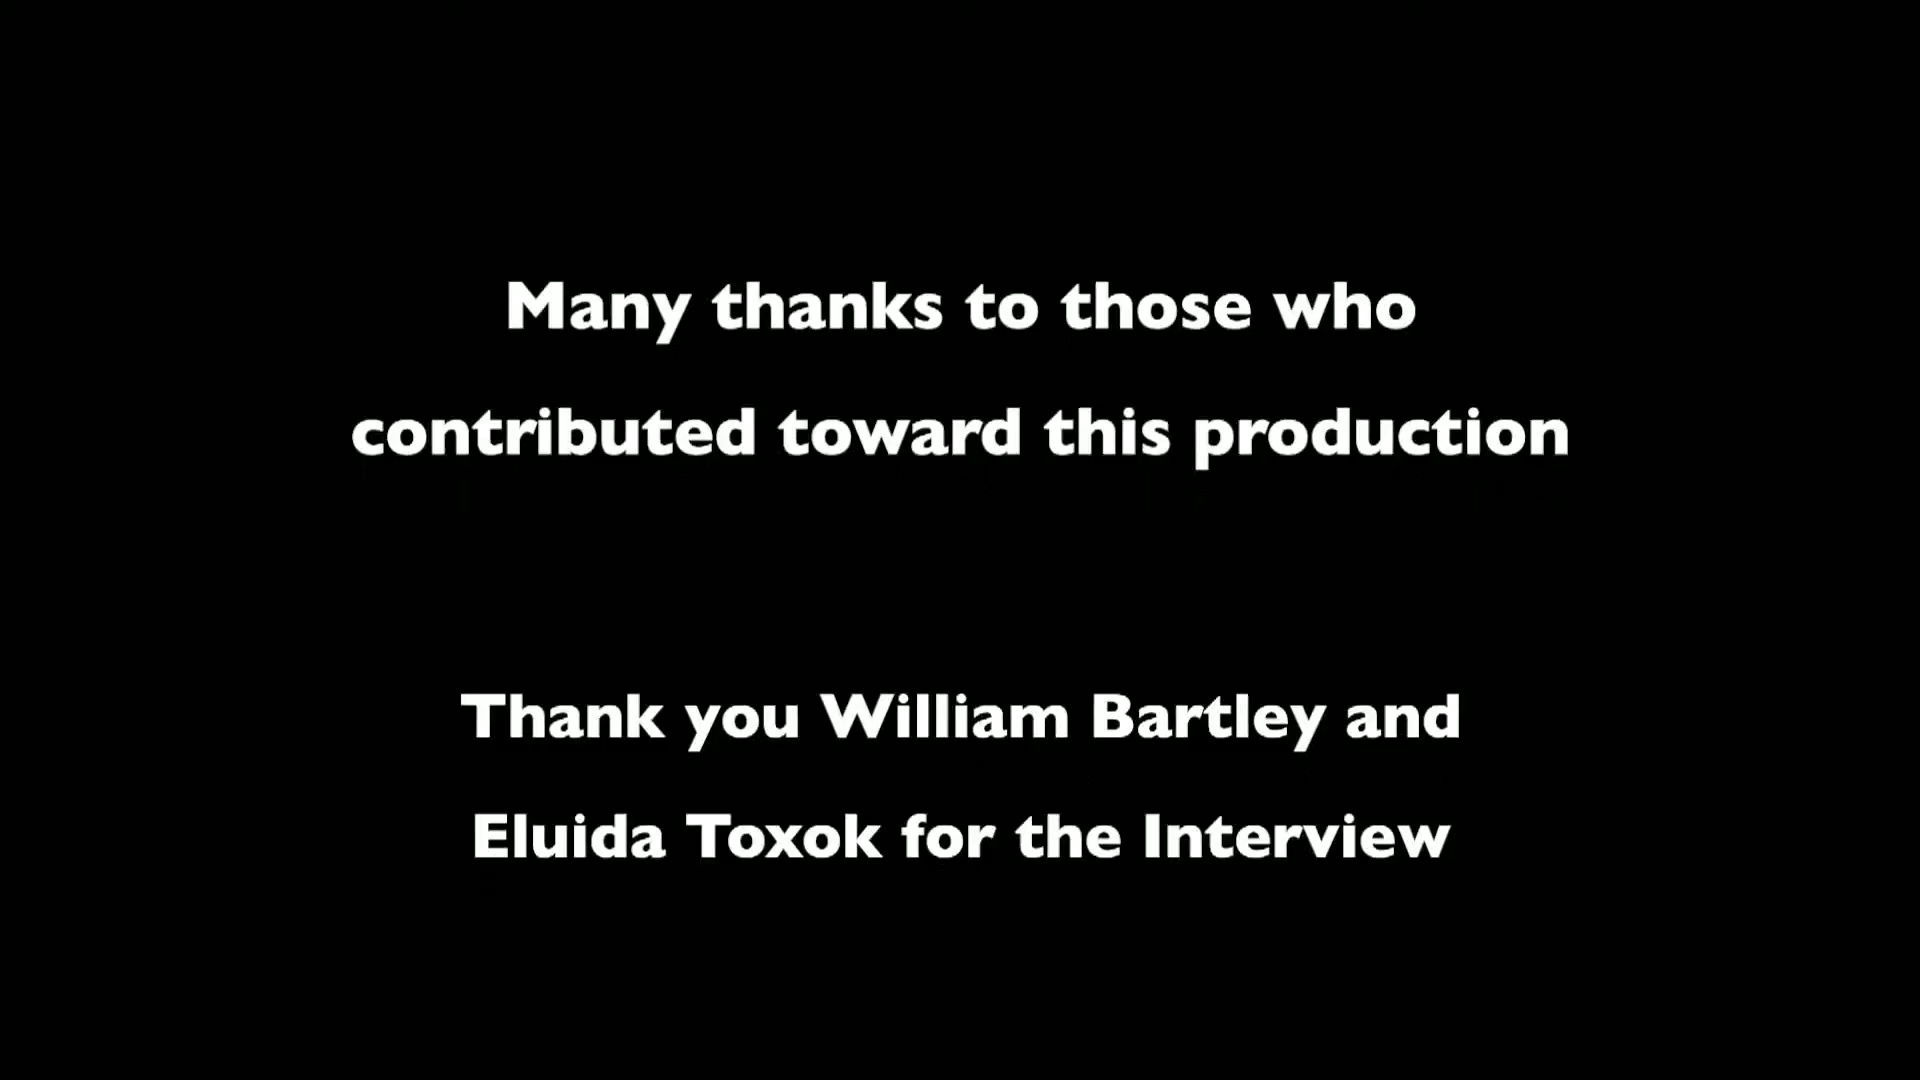 Many thanks to those who
contributed toward this production
Thank you William Bartley and
Eluida Toxok for the Interview